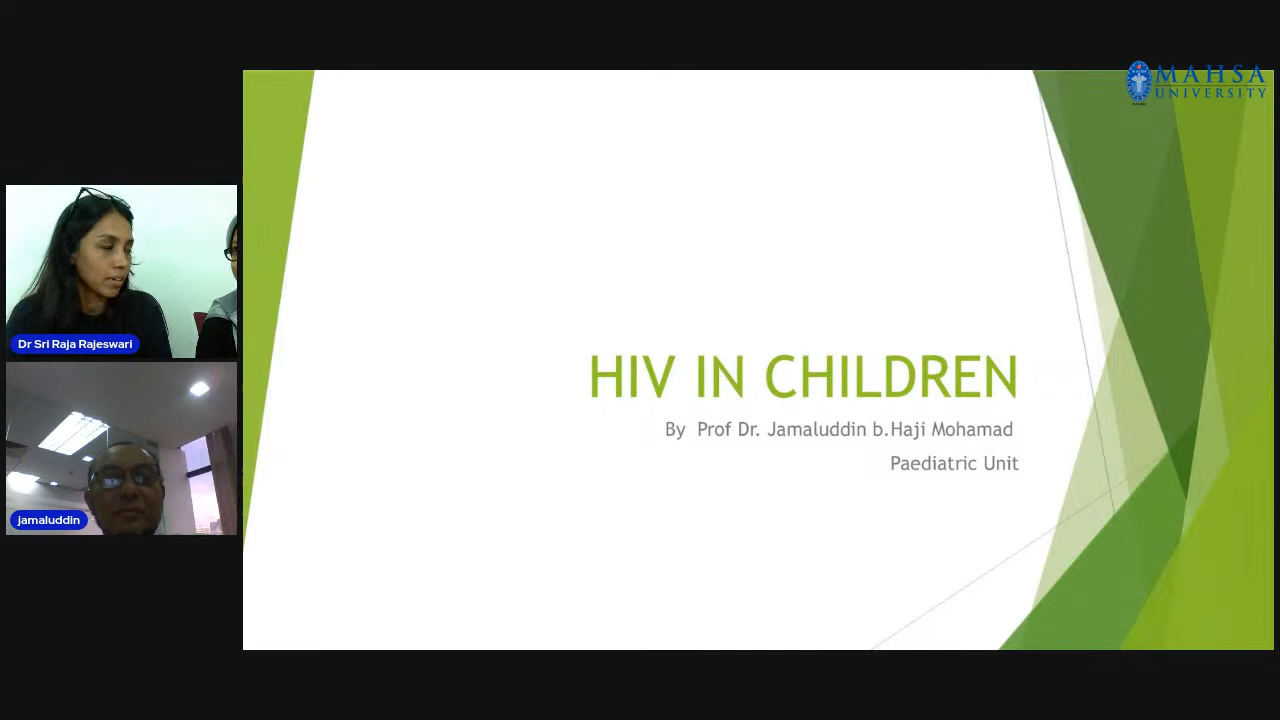 MAHSA
UNIVERSITY
Dr Sri Raja Rajeswari
jamaluddin
HIV IN CHILDREN
By Prof Dr. Jamaluddin b.Haji Mohamad
Paediatric Unit